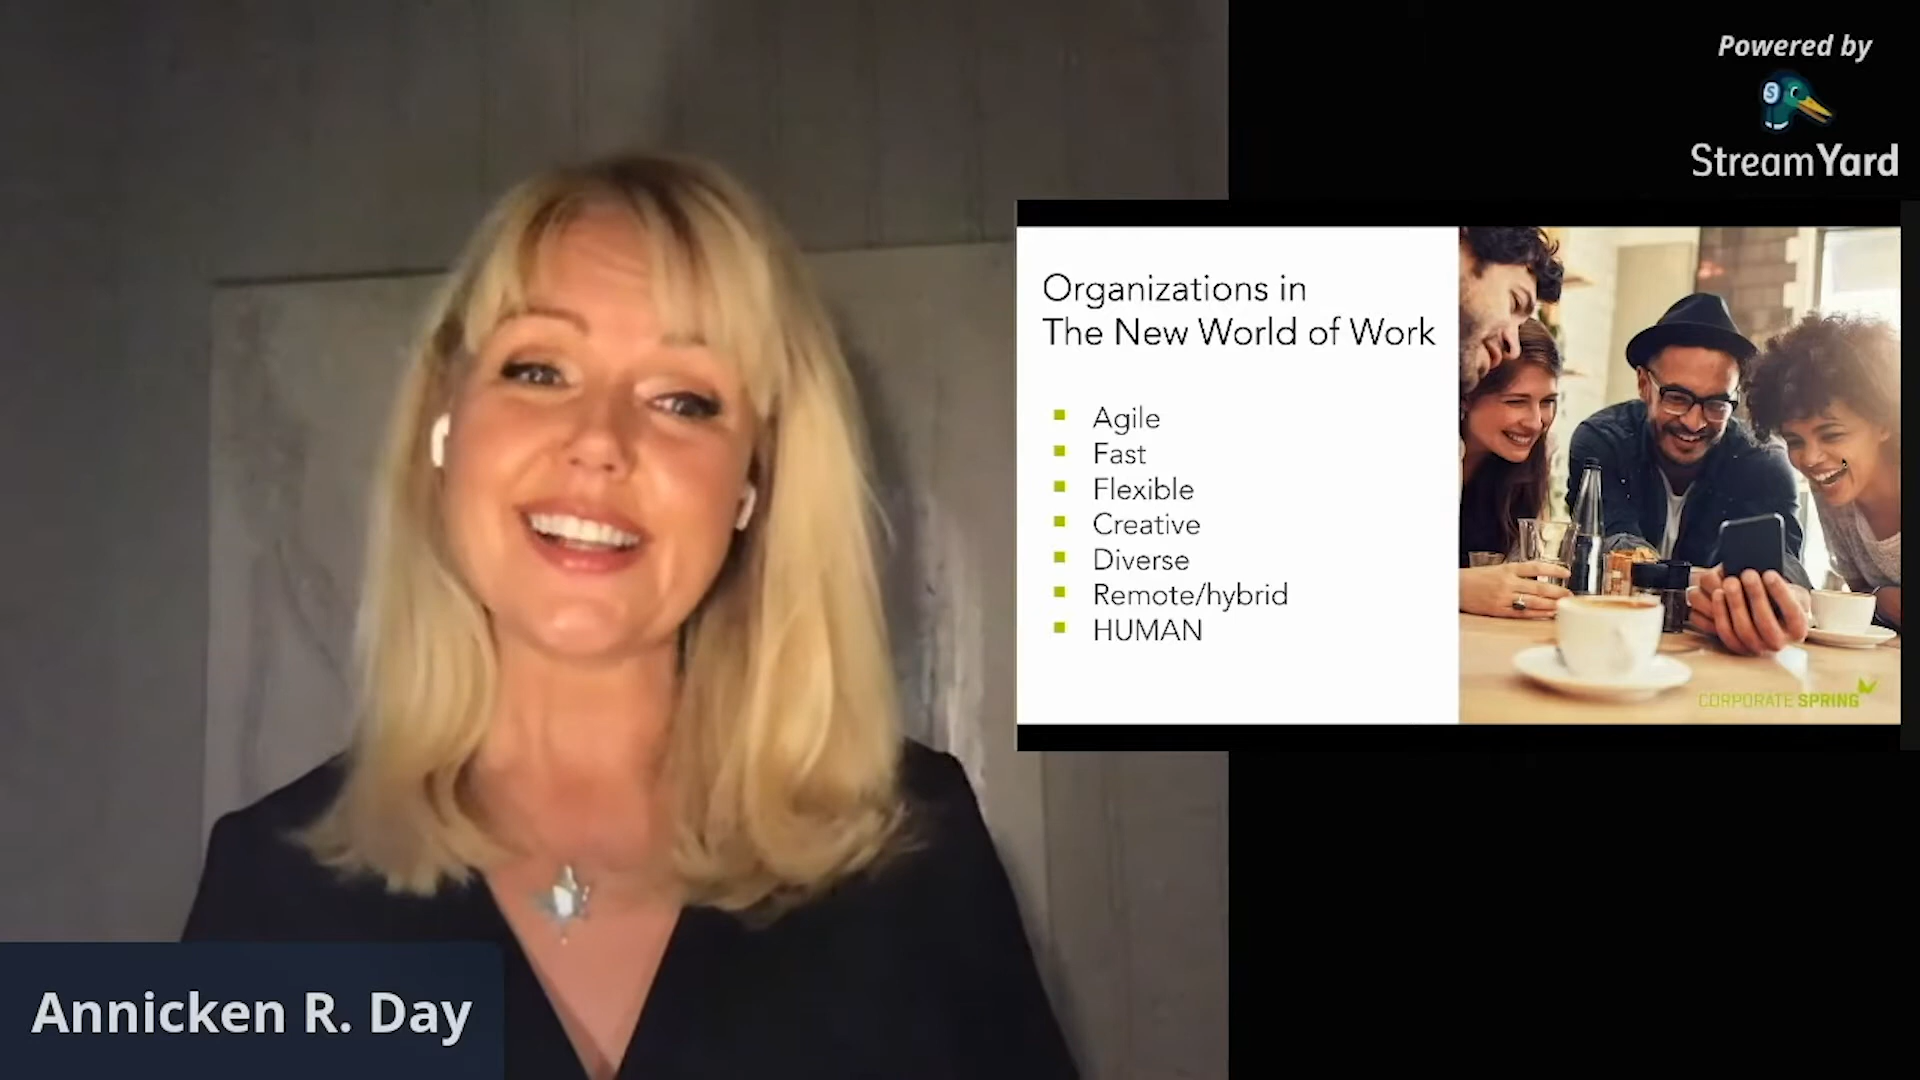 Powered by
StreamYard
Organizations in
The New World of Work
Agile
Fast
Flexible
Creative
Diverse
Remote/hybrid
HUMAN
CORPORATE SPRING
Annicken R. Day